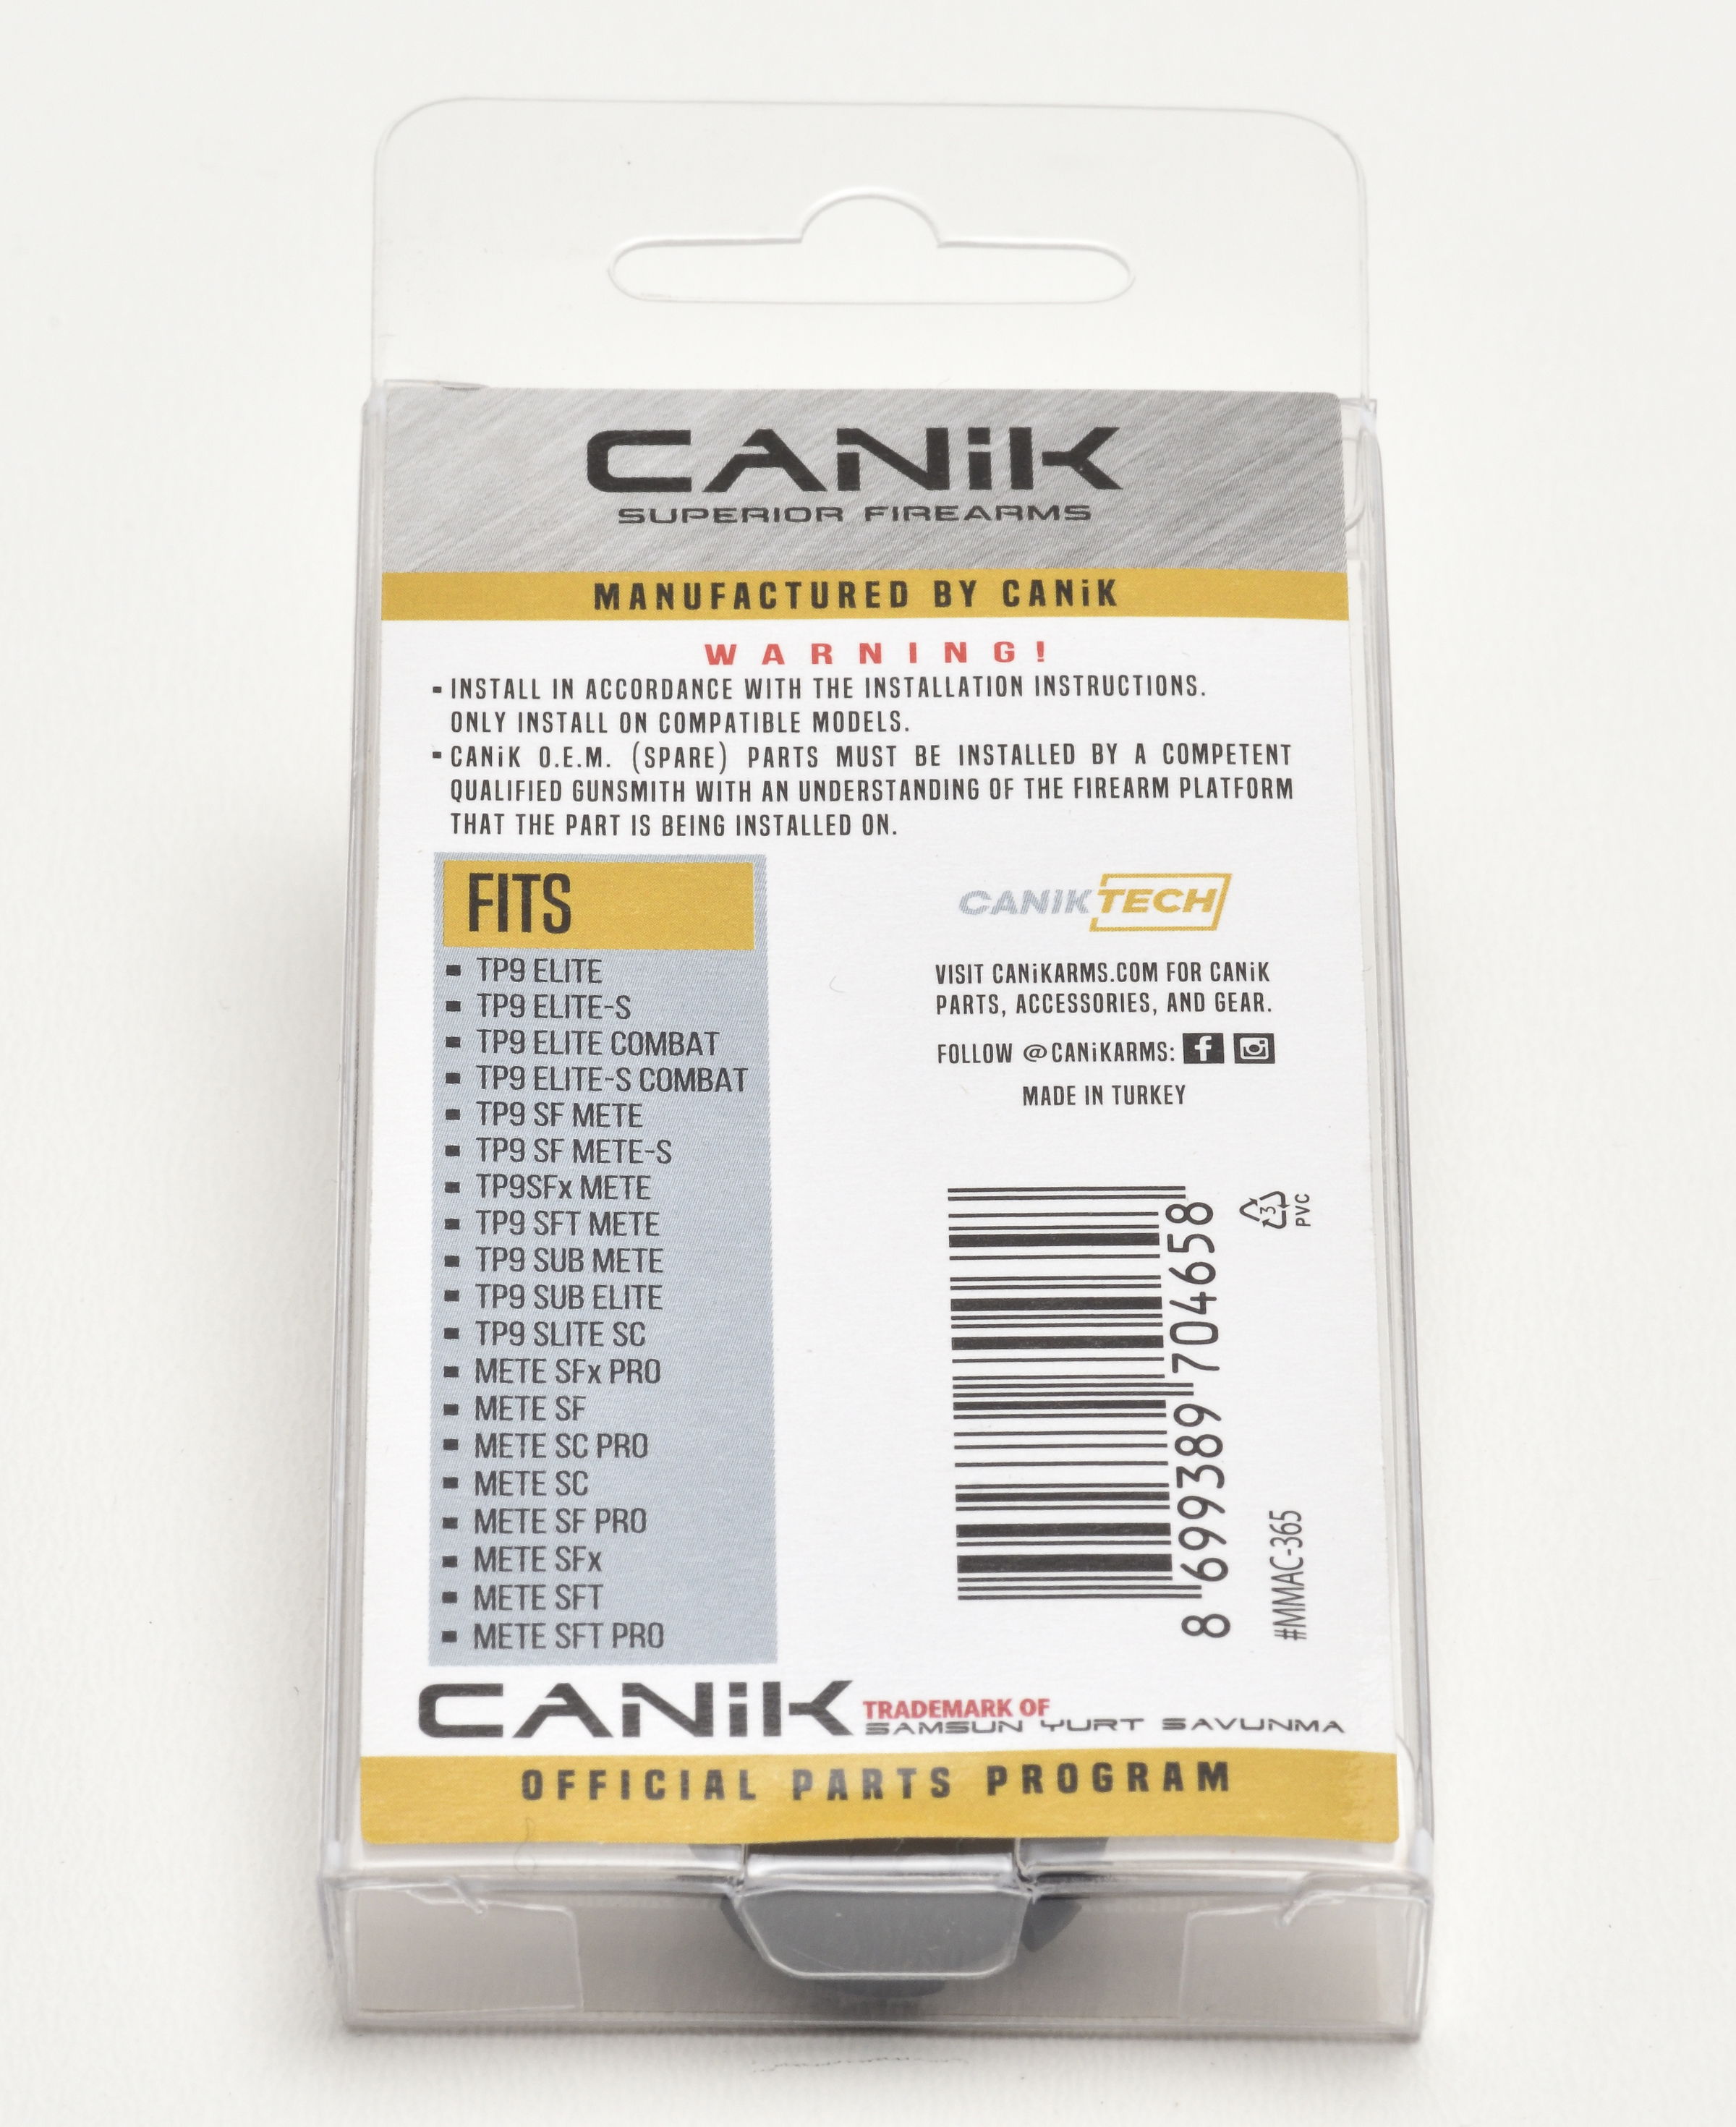 CANiK
SUPERIOR FIREARMS
MANUFACTURED BY CANiK
WARNING!
- INSTALL IN ACCORDANCE WITH THE INSTALLATION INSTRUCTIONS.
ONLY INSTALL ON COMPATIBLE MODELS.
- CANiK O.E.M. (SPARE) PARTS MUST BE INSTALLED BY A COMPETENT
QUALIFIED GUNSMITH WITH AN UNDERSTANDING OF THE FIREARM PLATFORM
THAT THE PART IS BEING INSTALLED ON.
FITS
- TP9 ELITE
- TP9 ELITE-S
- TP9 ELITE COMBAT
- TP9 ELITE-S COMBAT
- TP9 SF METE
- TP9 SF METE-S
- TP9SFx METE
- TP9 SFT METE
- TP9 SUB METE
- TP9 SUB ELITE
- TP9 SLITE SC
- METE SFx PRO
- METE SF
- METE SC PRO
- METE SC
- METE SF PRO
- METE SFx
- METE SFT
- METE SFT PRO
CANiK TECH
VISIT CANiKARMS.COM FOR CANiK
PARTS, ACCESSORIES, AND GEAR.
FOLLOW @CANiKARMS:
MADE IN TURKEY
8 699389 704658
3
PVC
#MMAC-365
CANiK TRADEMARK OF
SAMSUN YURT SAVUNMA
OFFICIAL PARTS PROGRAM